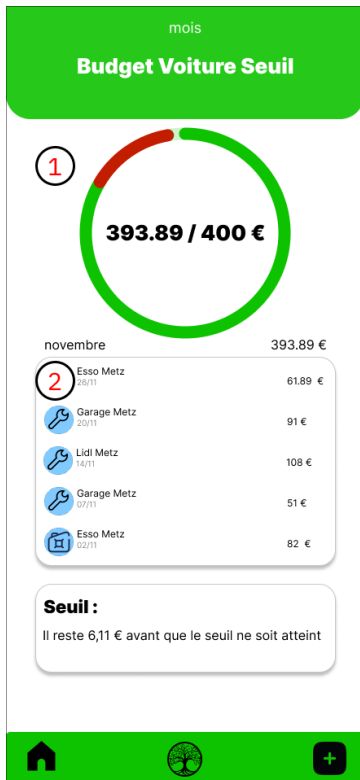 mois
Budget Voiture Seuil
1
393.89 / 400 €
novembre 393.89 €
2
Esso Metz
26/11
61.89 €
Garage Metz
20/11
91 €
Lidl Metz
14/11
108 €
Garage Metz
07/11
51 €
Esso Metz
02/11
82 €
Seuil :
Il reste 6,11 € avant que le seuil ne soit atteint